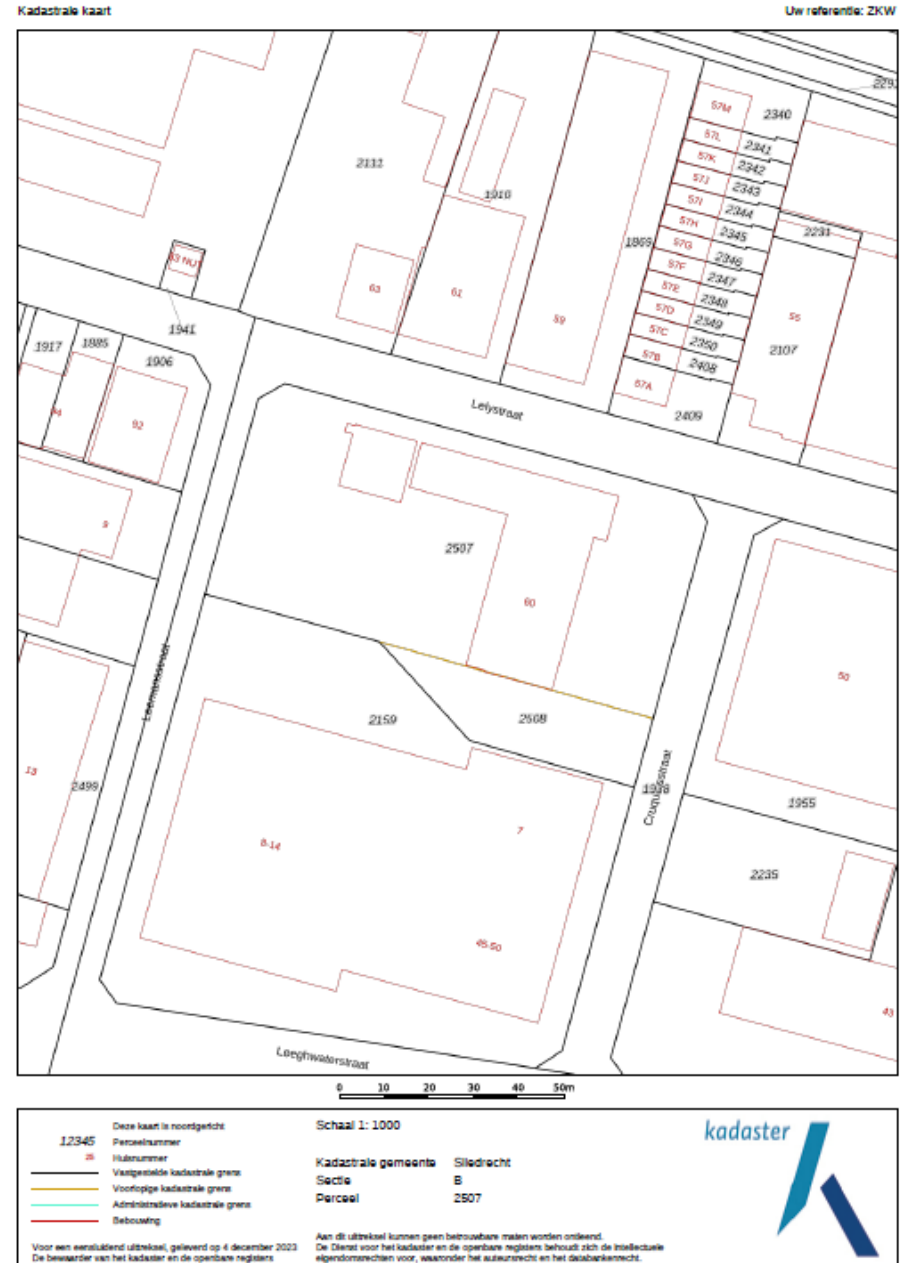 Kadastrale kaart
Uw referentie: ZKW
57M
2340
57L
2341
2111
57K
2342
57J
2343
1910
57I
2344
57H
2345
2231
1869
57G
2346
57F
2347
63
61
57E
2348
59
57D
2349
55
1941
57C
2350
2107
1917
1885
1906
57B
2408
57A
Lelystraat
2409
92
9
2507
60
50
Leemansstraat
2159
2508
13
2499
Cruquiusstraat
1955
7
8-14
2235
45-50
43
Leeghwaterstraat
0 10 20 30 40 50m
Deze kaart is noordgericht
12345 Perceelnummer
25 Huisnummer
Vastgestelde kadastrale grens
Voorlopige kadastrale grens
Administratieve kadastrale grens
Bebouwing
Voor een eensluidend uittreksel, geleverd op 4 december 2023
De bewaarder van het kadaster en de openbare registers
Schaal 1: 1000
Kadastrale gemeente Sliedrecht
Sectie B
Perceel 2507
Aan dit uittreksel kunnen geen betrouwbare maten worden ontleend.
De Dienst voor het kadaster en de openbare registers behoudt zich de intellectuele
eigendomsrechten voor, waaronder het auteursrecht en het databankenrecht.
kadaster